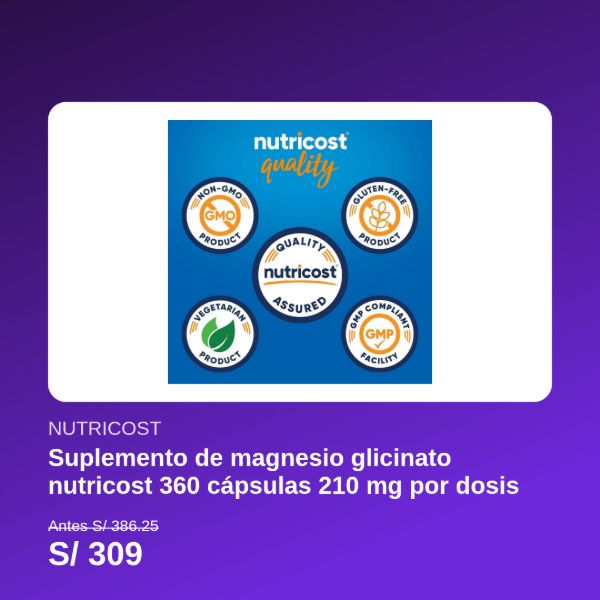 nutricost®
quality
NON-GMO
GMO
PRODUCT
GLUTEN-FREE
PRODUCT
QUALITY
nutricost®
ASSURED
VEGETARIAN
PRODUCT
GMP COMPLIANT
GMP
FACILITY
NUTRICOST
Suplemento de magnesio glicinato
nutricost 360 cápsulas 210 mg por dosis
Antes S/ 386.25
S/ 309